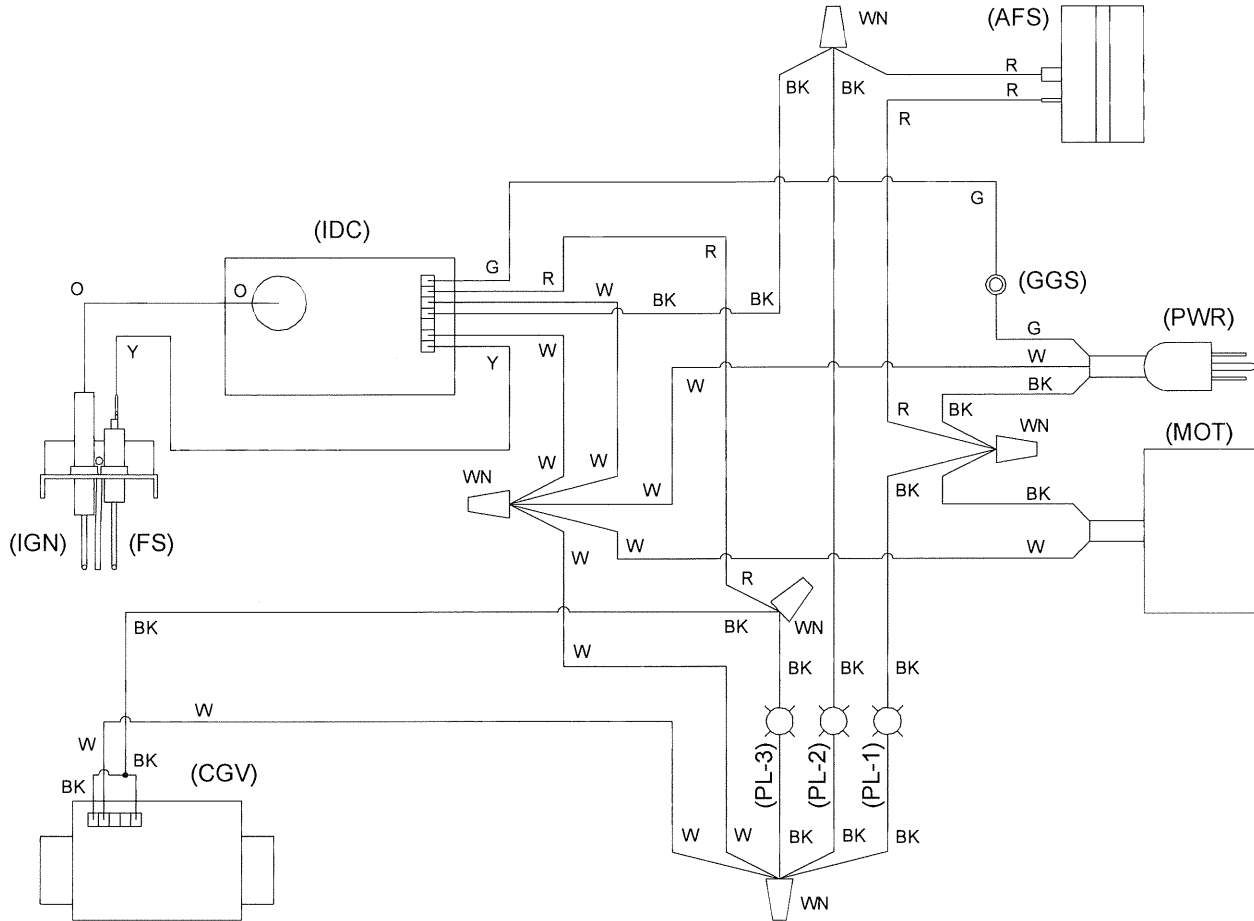 WN
(AFS)
R
BK
BK
R
R
G
(IDC)
R
(GGS)
G
R
O
O
W
BK
BK
G
(PWR)
Y
W
W
Y
W
BK
R
BK
WN
(MOT)
W
W
WN
W
BK
BK
(IGN)
(FS)
W
W
R
BK
BK
WN
W
BK
BK
BK
W
W
BK
(CGV)
BK
(PL-3)
(PL-2)
(PL-1)
W
W
BK
BK
BK
WN